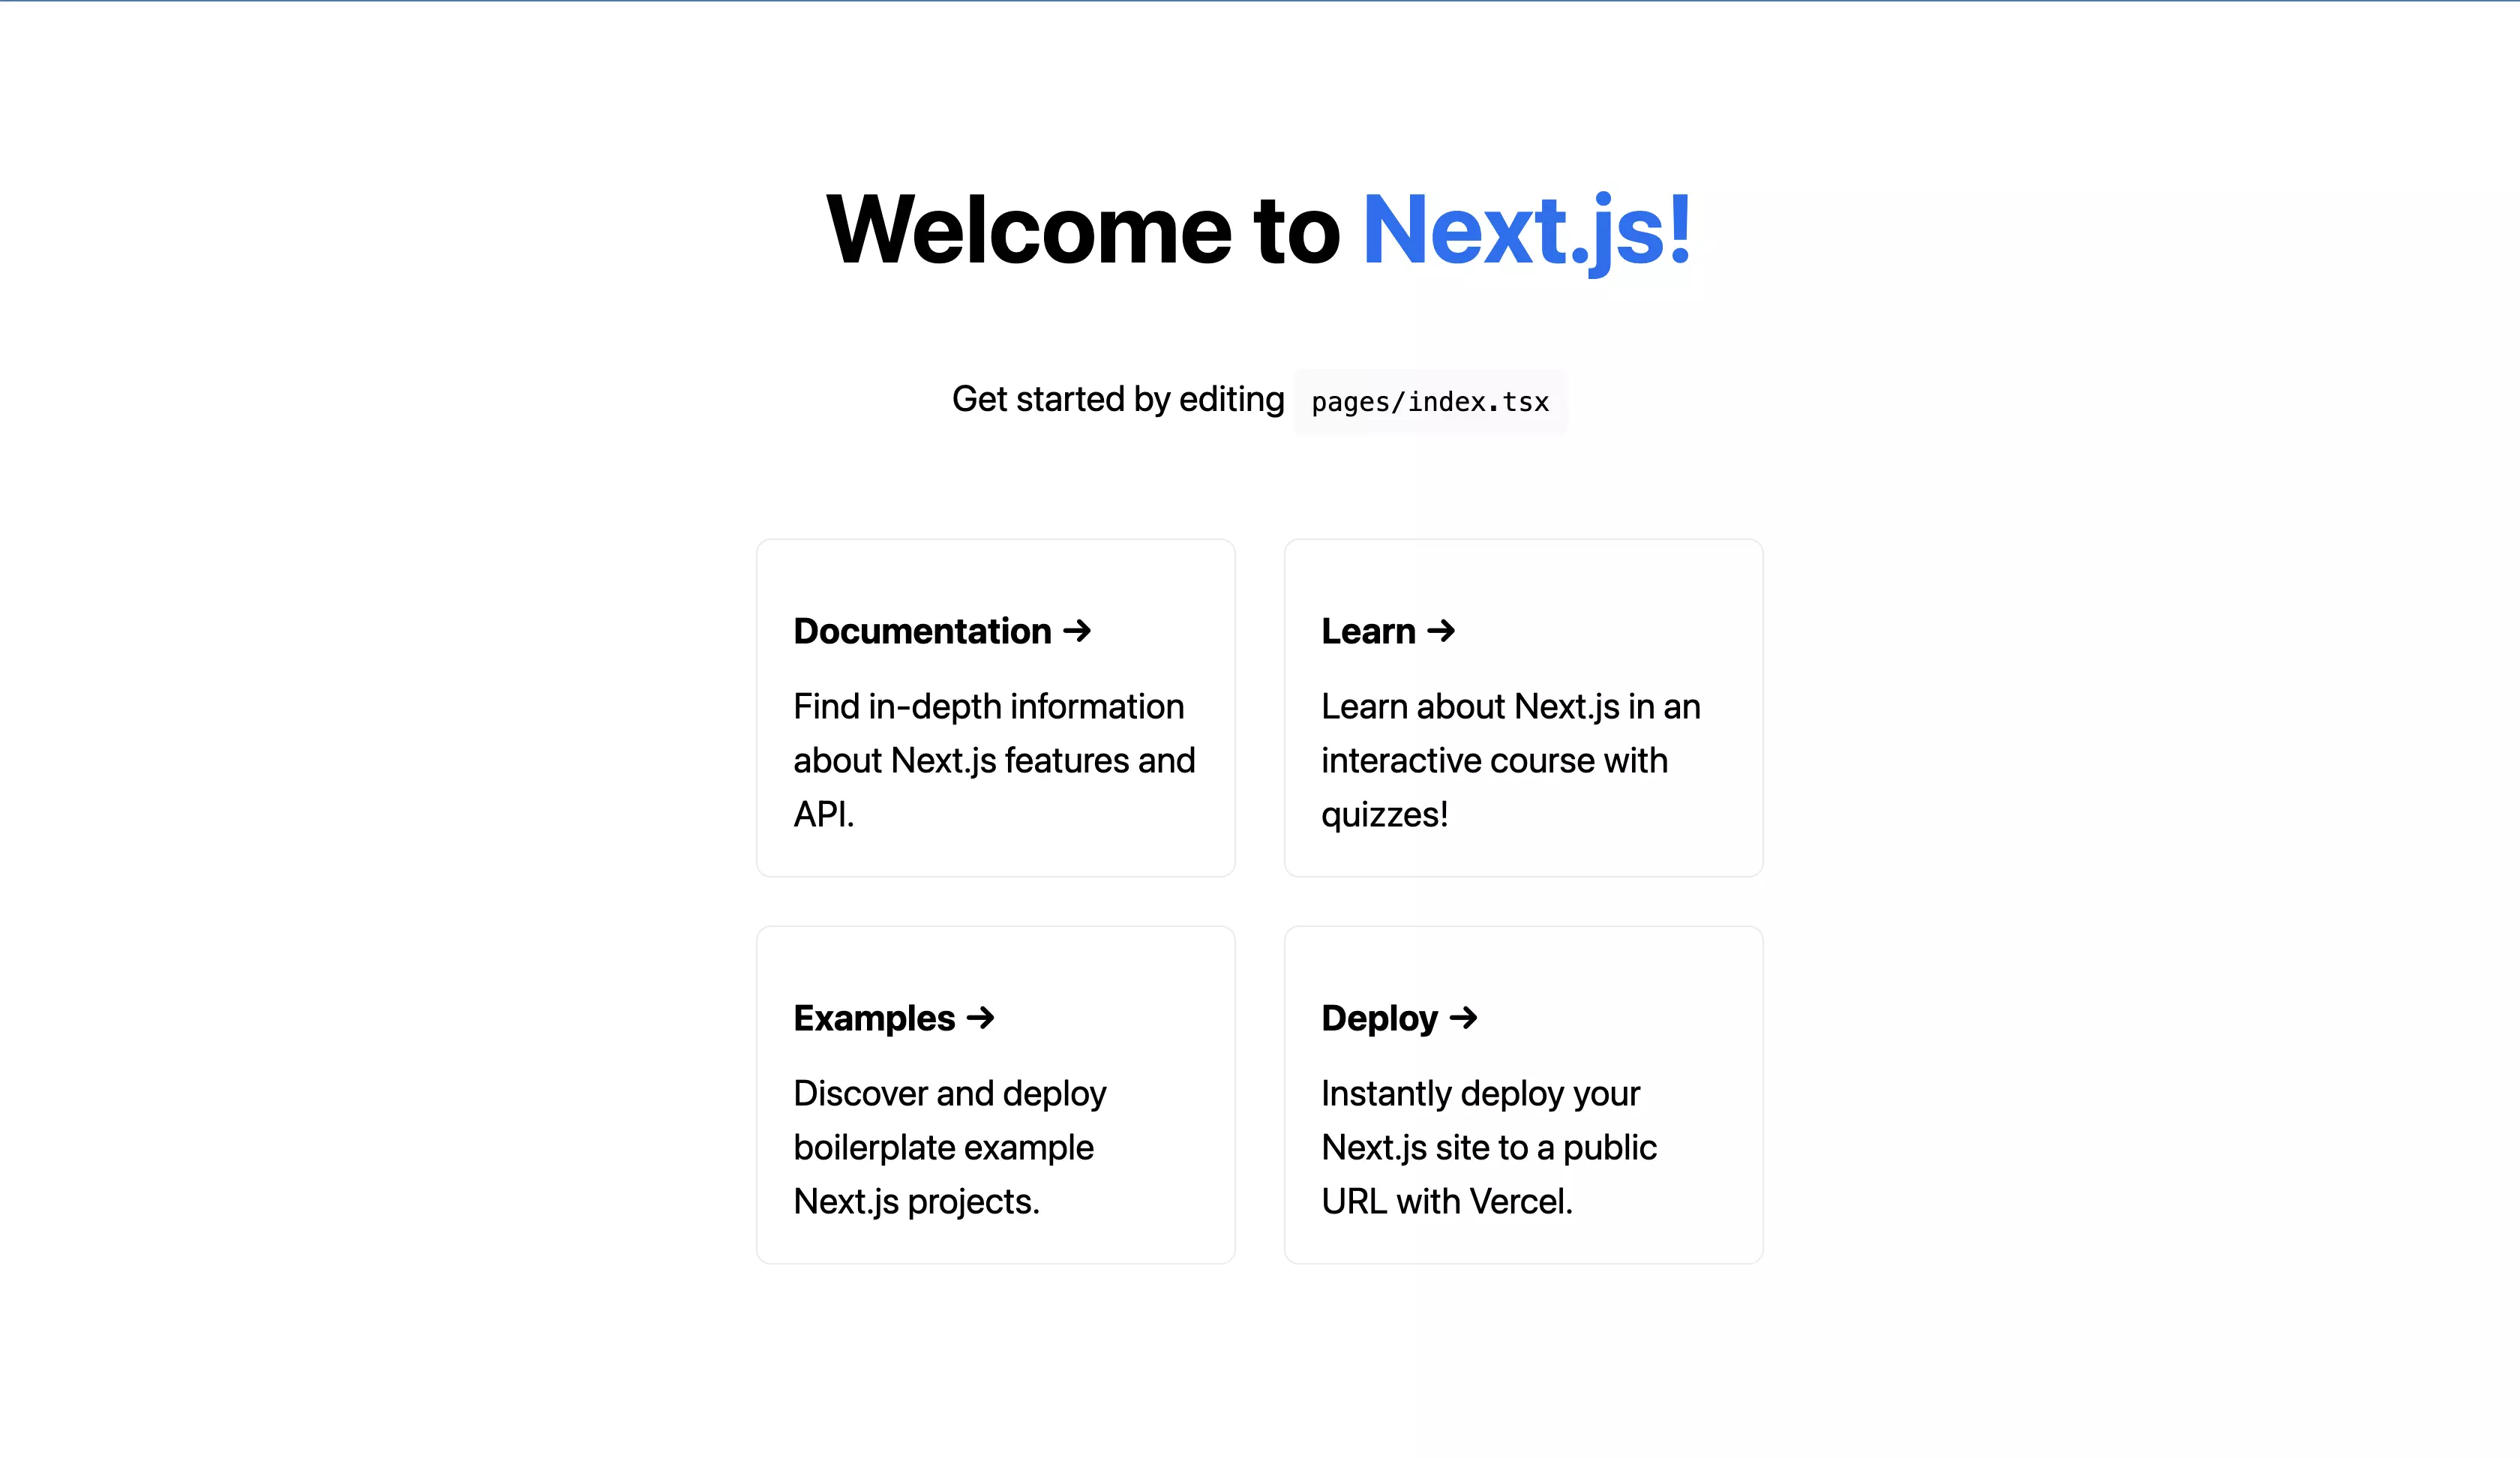 Welcome to Next.js!
Get started by editing pages/index.tsx
Documentation →
Find in-depth information
about Next.js features and
API.
Learn →
Learn about Next.js in an
interactive course with
quizzes!
Examples →
Discover and deploy
boilerplate example
Next.js projects.
Deploy →
Instantly deploy your
Next.js site to a public
URL with Vercel.